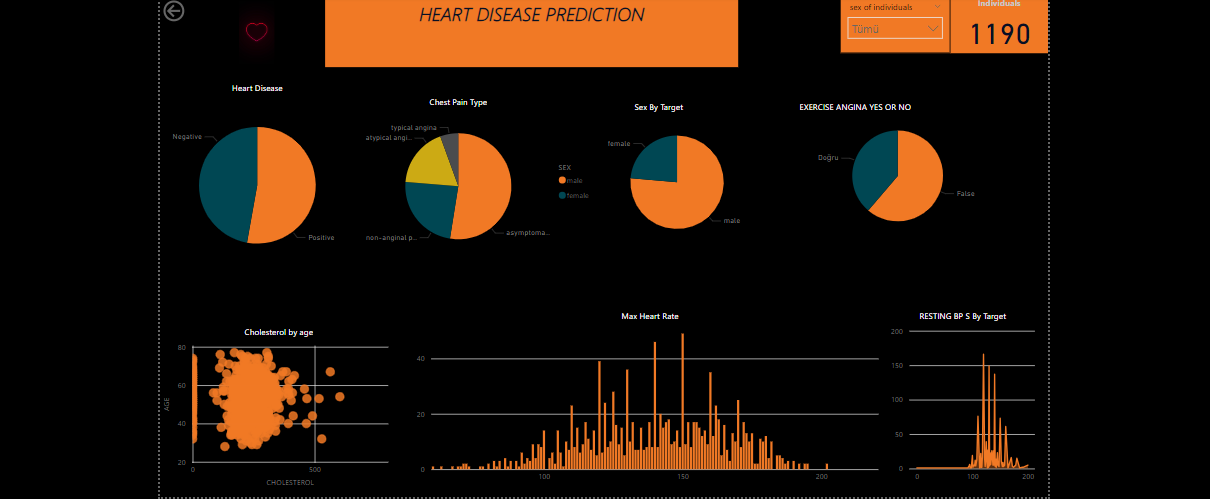 HEART DISEASE PREDICTION
sex of individuals
Tümü
Individuals
1190
Heart Disease
Negative
Positive
Chest Pain Type
typical angina
atypical angi...
non-anginal p...
asymptoma...
SEX
male
female
Sex By Target
female
male
EXERCISE ANGINA YES OR NO
Doğru
False
Cholesterol by age
80
60
40
20
AGE
0
500
CHOLESTEROL
Max Heart Rate
40
20
0
100
150
200
RESTING BP S By Target
200
150
100
50
0
0
100
200